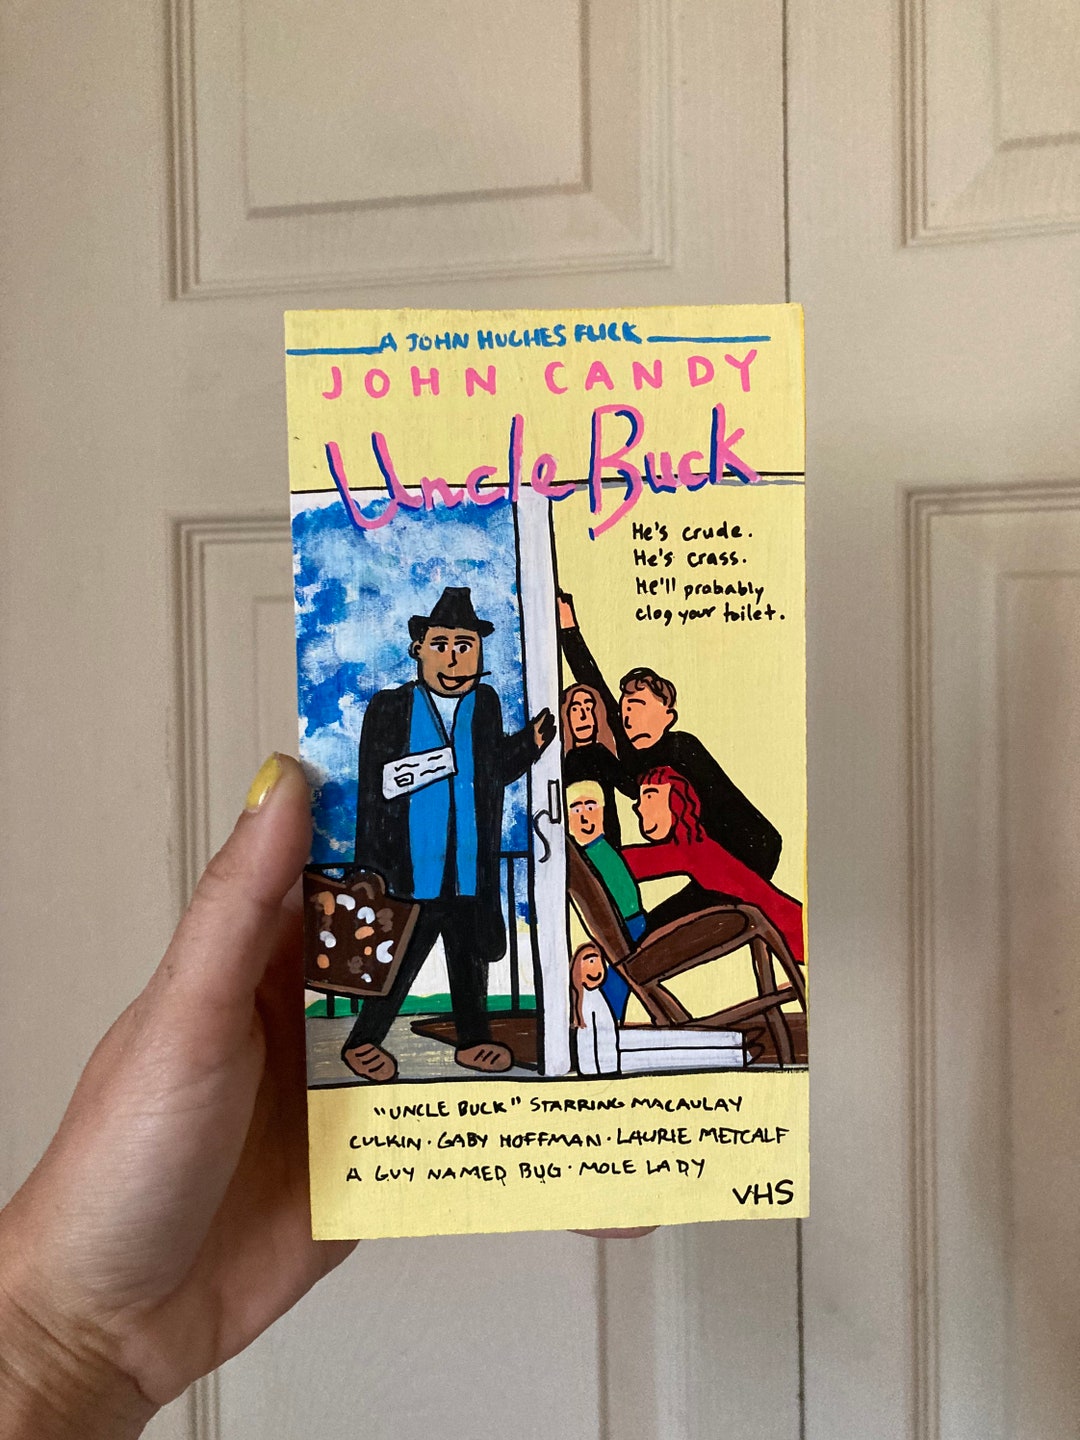 A JOHN HUGHES FLICK
JOHN CANDY
Uncle Buck
He's crude.
He's crass.
He'll probably
clog your toilet.
"UNCLE BUCK" STARRING MACAULAY
CULKIN · GABY HOFFMAN · LAURIE METCALF
A GUY NAMED BUG · MOLE LADY
VHS